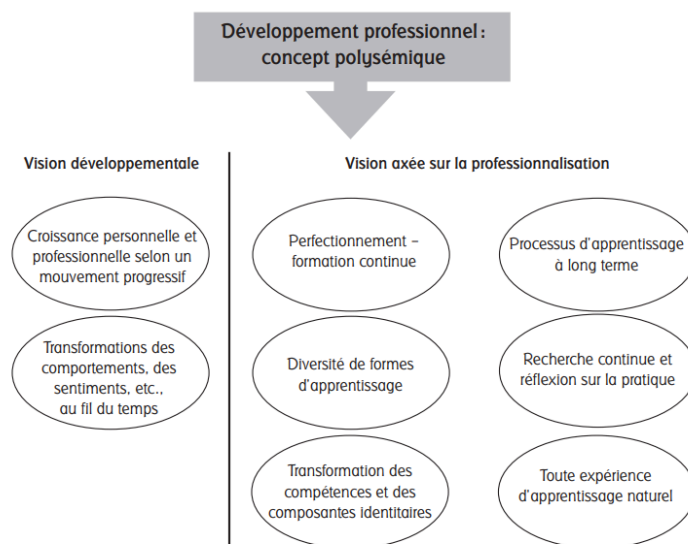 Développement professionnel :
concept polysémique
Vision développementale
Croissance personnelle et
professionnelle selon un
mouvement progressif
Transformations des
comportements, des
sentiments, etc.,
au fil du temps
Vision axée sur la professionnalisation
Perfectionnement –
formation continue
Processus d'apprentissage
à long terme
Diversité de formes
d'apprentissage
Recherche continue et
réflexion sur la pratique
Transformation des
compétences et des
composantes identitaires
Toute expérience
d'apprentissage naturel